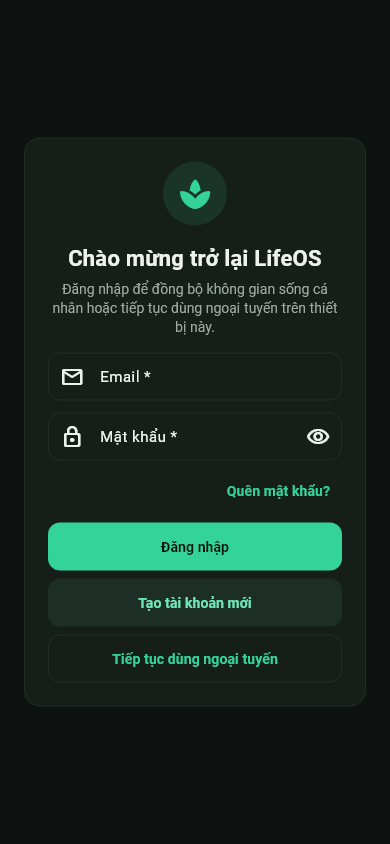 Chào mừng trở lại LifeOS
Đăng nhập để đồng bộ không gian sống cá
nhân hoặc tiếp tục dùng ngoại tuyến trên thiết
bị này.
Email *
Mật khẩu *
Quên mật khẩu?
Đăng nhập
Tạo tài khoản mới
Tiếp tục dùng ngoại tuyến